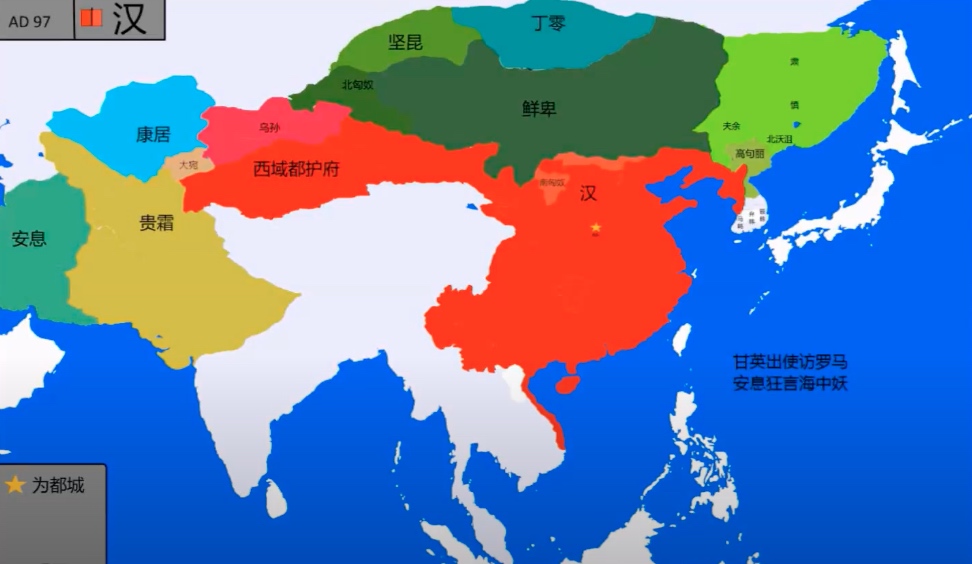 AD 97
汉
丁零
坚昆
北匈奴
鲜卑
肃
慎
康居
乌孙
夫余
北沃沮
高句丽
大宛
西域都护府
南匈奴
汉
贵霜
安息
甘英出使访罗马
安息狂言海中妖
为都城